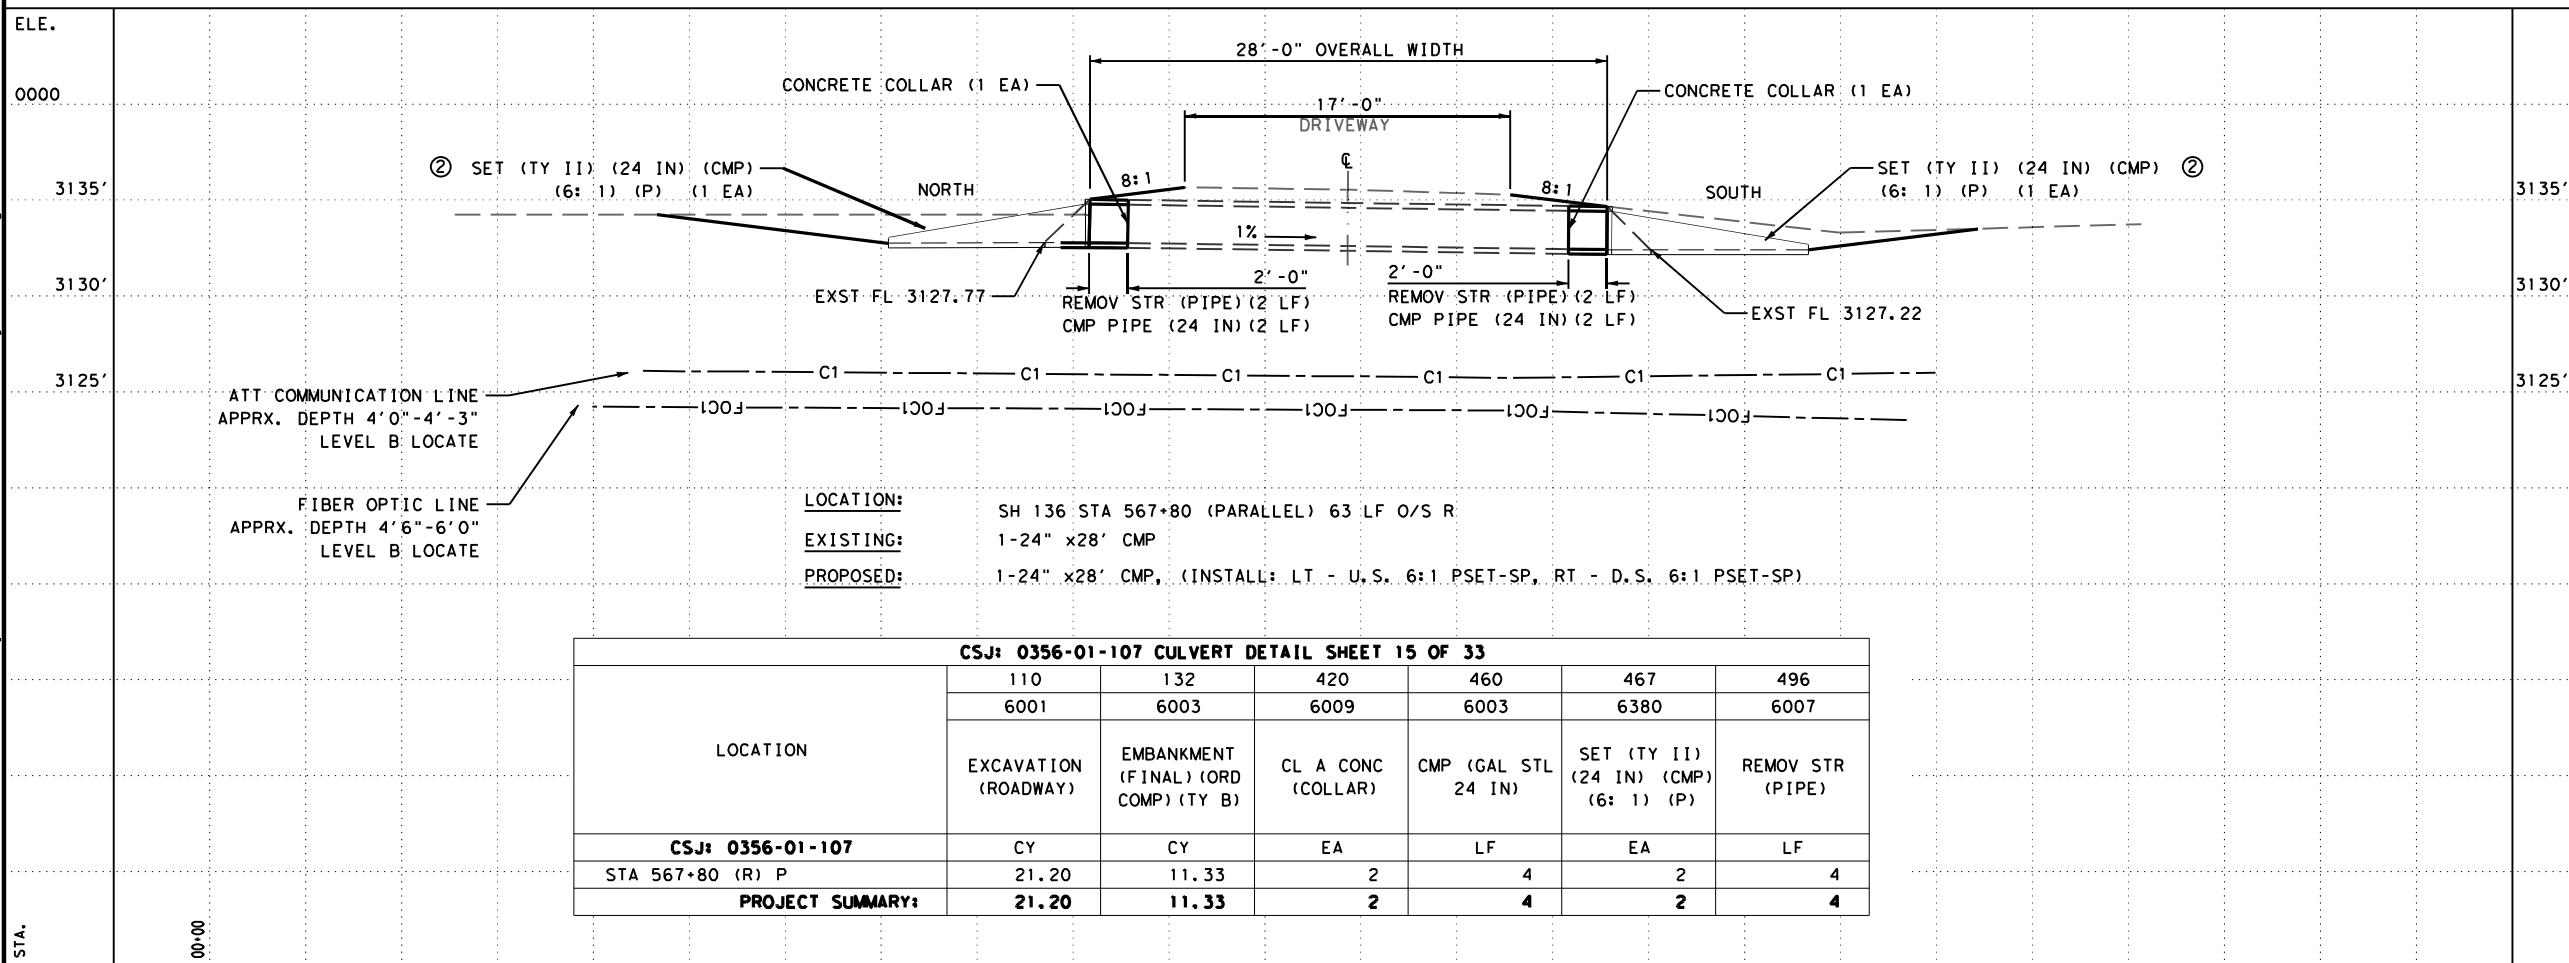 ELE.
0000
3135'
3130'
3125'
3135'
3130'
3125'
28'-0" OVERALL WIDTH
CONCRETE COLLAR (1 EA)
CONCRETE COLLAR (1 EA)
17'-0"
DRIVEWAY
② SET (TY II) (24 IN) (CMP)
(6: 1) (P) (1 EA)
NORTH
8:1
℄
8:1
SOUTH
SET (TY II) (24 IN) (CMP) ②
(6: 1) (P) (1 EA)
1%
EXST FL 3127.77
2'-0"
REMOV STR (PIPE)(2 LF)
CMP PIPE (24 IN)(2 LF)
2'-0"
REMOV STR (PIPE)(2 LF)
CMP PIPE (24 IN)(2 LF)
EXST FL 3127.22
C1 C1 C1 C1 C1 C1
FOC1 FOC1 FOC1 FOC1 FOC1 FOC1
ATT COMMUNICATION LINE
APPRX. DEPTH 4'0"-4'-3"
LEVEL B LOCATE
FIBER OPTIC LINE
APPRX. DEPTH 4'6"-6'0"
LEVEL B LOCATE
LOCATION: SH 136 STA 567+80 (PARALLEL) 63 LF O/S R
EXISTING: 1-24" x28' CMP
PROPOSED: 1-24" x28' CMP, (INSTALL: LT - U.S. 6:1 PSET-SP, RT - D.S. 6:1 PSET-SP)
CSJ: 0356-01-107 CULVERT DETAIL SHEET 15 OF 33
110 132 420 460 467 496
6001 6003 6009 6003 6380 6007
LOCATION
EXCAVATION
(ROADWAY)
EMBANKMENT
(FINAL)(ORD
COMP)(TY B)
CL A CONC
(COLLAR)
CMP (GAL STL
24 IN)
SET (TY II)
(24 IN) (CMP)
(6: 1) (P)
REMOV STR
(PIPE)
CSJ: 0356-01-107 CY CY EA LF EA LF
STA 567+80 (R) P 21.20 11.33 2 4 2 4
PROJECT SUMMARY: 21.20 11.33 2 4 2 4
STA.
00+00